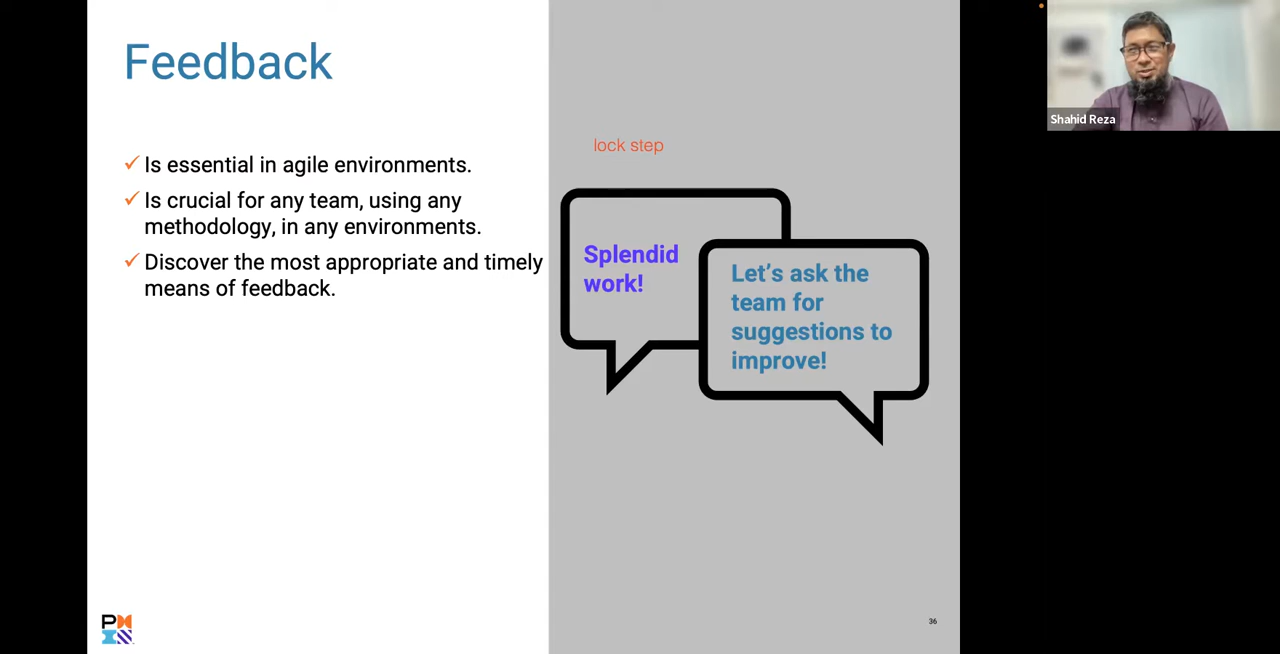 Feedback
✓ Is essential in agile environments.
✓ Is crucial for any team, using any
methodology, in any environments.
✓ Discover the most appropriate and timely
means of feedback.
lock step
Splendid
work!
Let’s ask the
team for
suggestions to
improve!
Shahid Reza
36